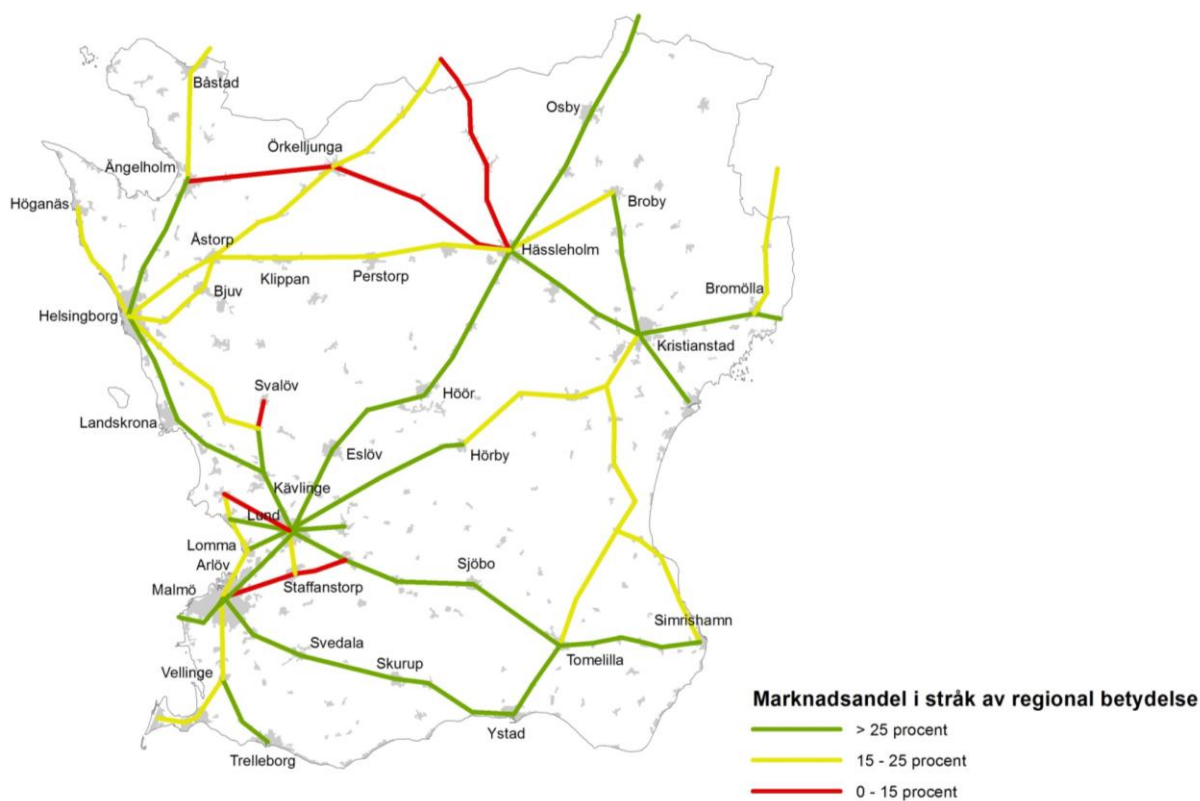 Båstad
Osby
Örkelljunga
Ängelholm
Höganäs
Broby
Åstorp
Hässleholm
Klippan
Perstorp
Bjuv
Bromölla
Helsingborg
Kristianstad
Svalöv
Höör
Landskrona
Eslöv
Hörby
Kävlinge
Lund
Lomma
Arlöv
Sjöbo
Malmö
Staffanstorp
Simrishamn
Svedala
Tomelilla
Skurup
Vellinge
Ystad
Trelleborg
Marknadsandel i stråk av regional betydelse
> 25 procent
15 - 25 procent
0 - 15 procent